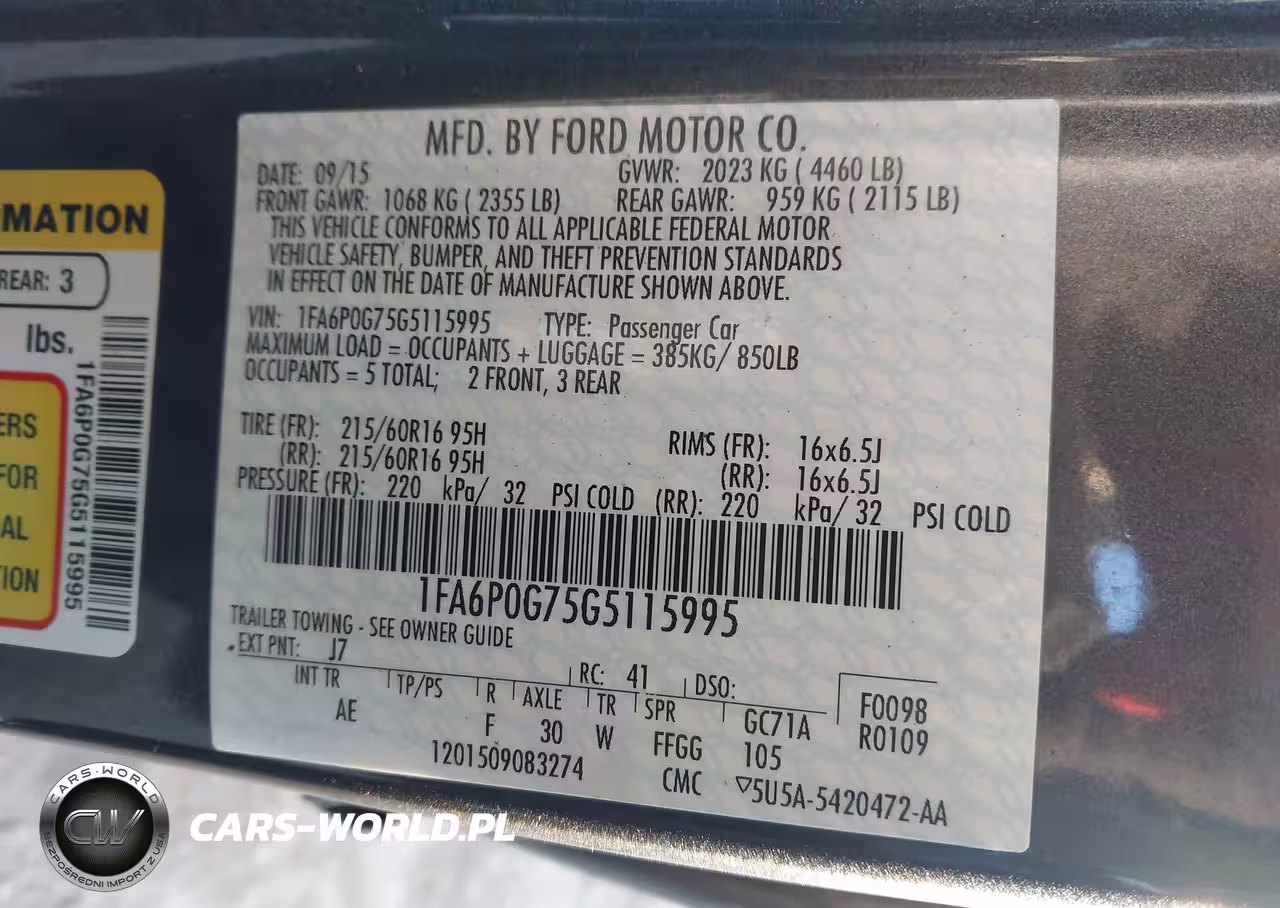 MFD. BY FORD MOTOR CO.
DATE: 09/15 GVWR: 2023 KG ( 4460 LB)
FRONT GAWR: 1068 KG ( 2355 LB) REAR GAWR: 959 KG ( 2115 LB)
THIS VEHICLE CONFORMS TO ALL APPLICABLE FEDERAL MOTOR
VEHICLE SAFETY, BUMPER, AND THEFT PREVENTION STANDARDS
IN EFFECT ON THE DATE OF MANUFACTURE SHOWN ABOVE.
VIN: 1FA6P0G75G5115995 TYPE: Passenger Car
MAXIMUM LOAD = OCCUPANTS + LUGGAGE = 385KG/ 850LB
OCCUPANTS = 5 TOTAL; 2 FRONT, 3 REAR
TIRE (FR): 215/60R16 95H RIMS (FR): 16x6.5J
(RR): 215/60R16 95H (RR): 16x6.5J
PRESSURE (FR): 220 kPa/ 32 PSI COLD (RR): 220 kPa/ 32 PSI COLD
1FA6P0G75G5115995
TRAILER TOWING - SEE OWNER GUIDE
EXT PNT: J7 RC: 41 DSO: F0098
INT TR TP/PS R AXLE TR SPR GC71A R0109
AE F 30 W FFGG 105
1201509083274 CMC ▽5U5A-5420472-AA
MATION
REAR: 3
lbs.
1FA6P0G75G5115995
ERS
FOR
AL
ION
CARS-WORLD
CW
BEZPOŚREDNI IMPORT Z USA
CARS-WORLD.PL